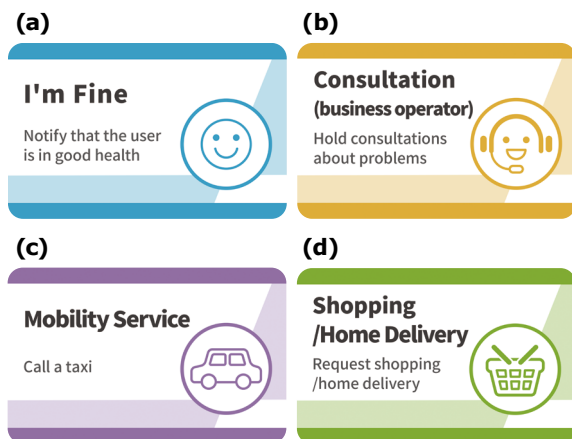 (a)
I'm Fine
Notify that the user
is in good health
(b)
Consultation
(business operator)
Hold consultations
about problems
(c)
Mobility Service
Call a taxi
(d)
Shopping
/Home Delivery
Request shopping
/home delivery